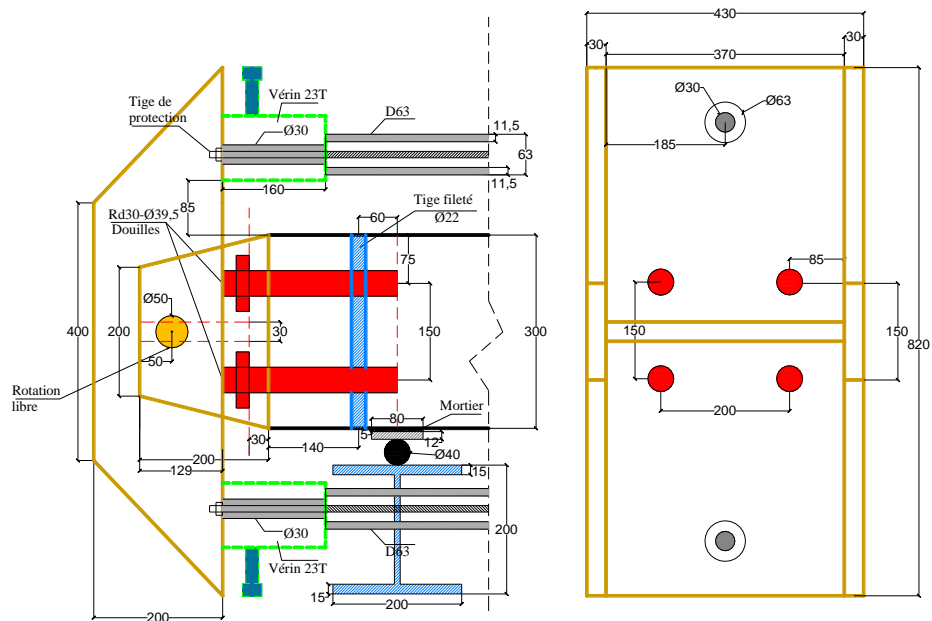 430
30
30
370
Vérin 23T
Tige de
protection
Ø30
D63
11,5
63
11,5
Ø30
Ø63
185
160
85
60
Tige fileté
Ø22
Rd30-Ø39,5
Douilles
75
85
Ø50
400
200
30
150
300
150
150
820
50
Rotation
libre
80
Mortier
5
12
200
30
140
Ø40
200
129
15
Ø30
D63
200
Vérin 23T
15
200
200